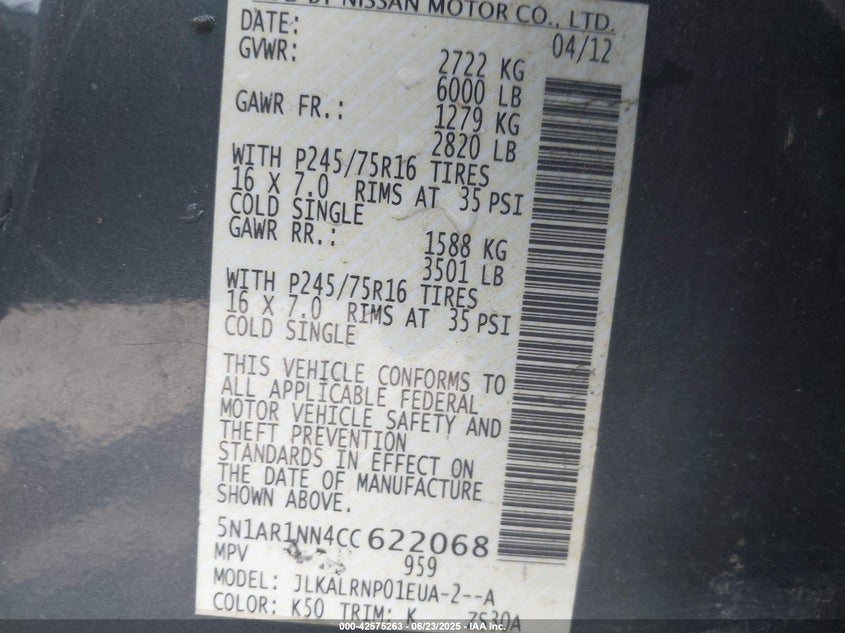 NISSAN MOTOR CO., LTD.
DATE: 04/12
GVWR: 2722 KG
6000 LB
GAWR FR.: 1279 KG
2820 LB
WITH P245/75R16 TIRES
16 X 7.0 RIMS AT 35 PSI
COLD SINGLE
GAWR RR.: 1588 KG
3501 LB
WITH P245/75R16 TIRES
16 X 7.0 RIMS AT 35 PSI
COLD SINGLE
THIS VEHICLE CONFORMS TO
ALL APPLICABLE FEDERAL
MOTOR VEHICLE SAFETY AND
THEFT PREVENTION
STANDARDS IN EFFECT ON
THE DATE OF MANUFACTURE
SHOWN ABOVE.
5N1AR1NN4CC622068
MPV 959
MODEL: JLKALRNP01EUA-2--A
COLOR: K50 TRIM: K ZS30A
000-42575263 - 06/23/2025 - IAA Inc.